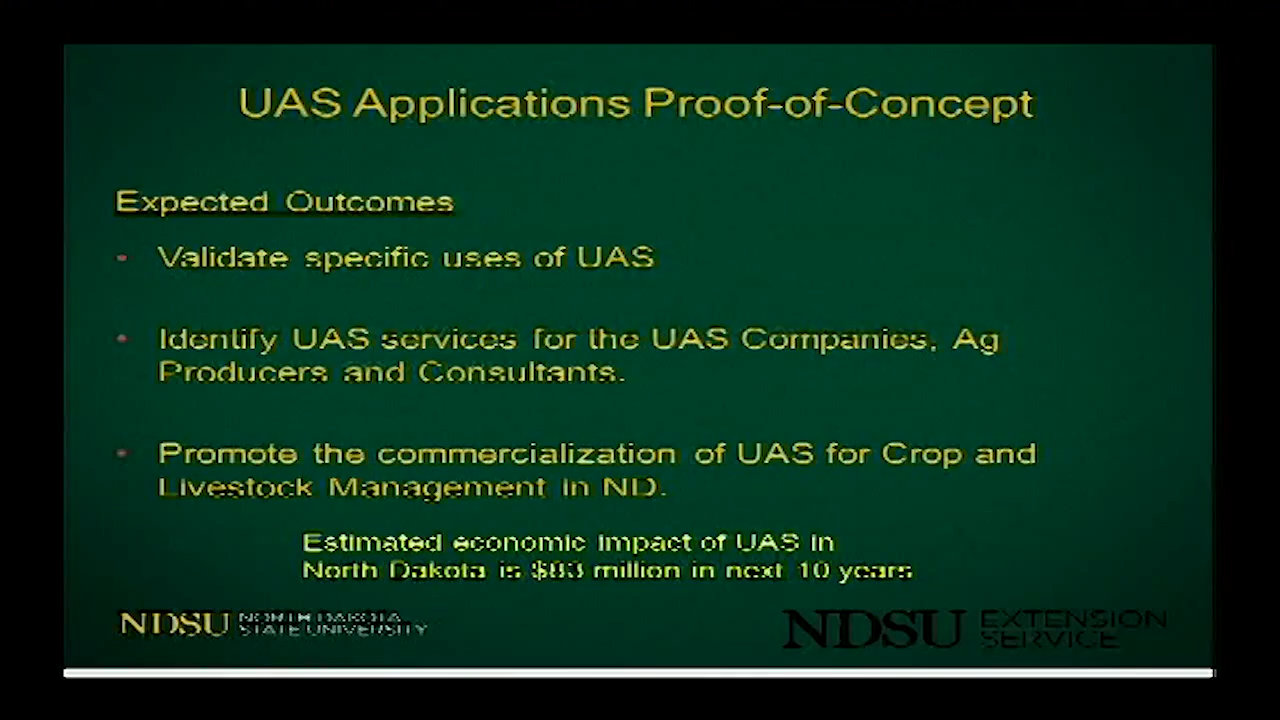 UAS Applications Proof-of-Concept
Expected Outcomes
• Validate specific uses of UAS
• Identify UAS services for the UAS Companies, Ag
Producers and Consultants.
• Promote the commercialization of UAS for Crop and
Livestock Management in ND.
Estimated economic impact of UAS in
North Dakota is $83 million in next 10 years
NDSU NORTH DAKOTA
STATE UNIVERSITY
NDSU EXTENSION
SERVICE